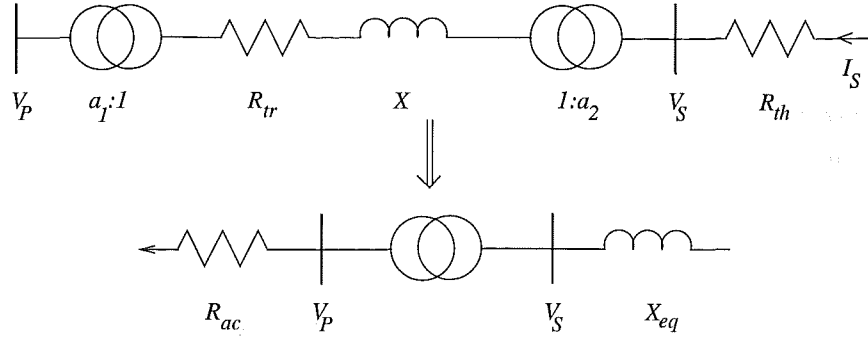 I_S
V_P a_1:1 R_tr X 1:a_2 V_S R_th
R_ac V_P V_S X_eq